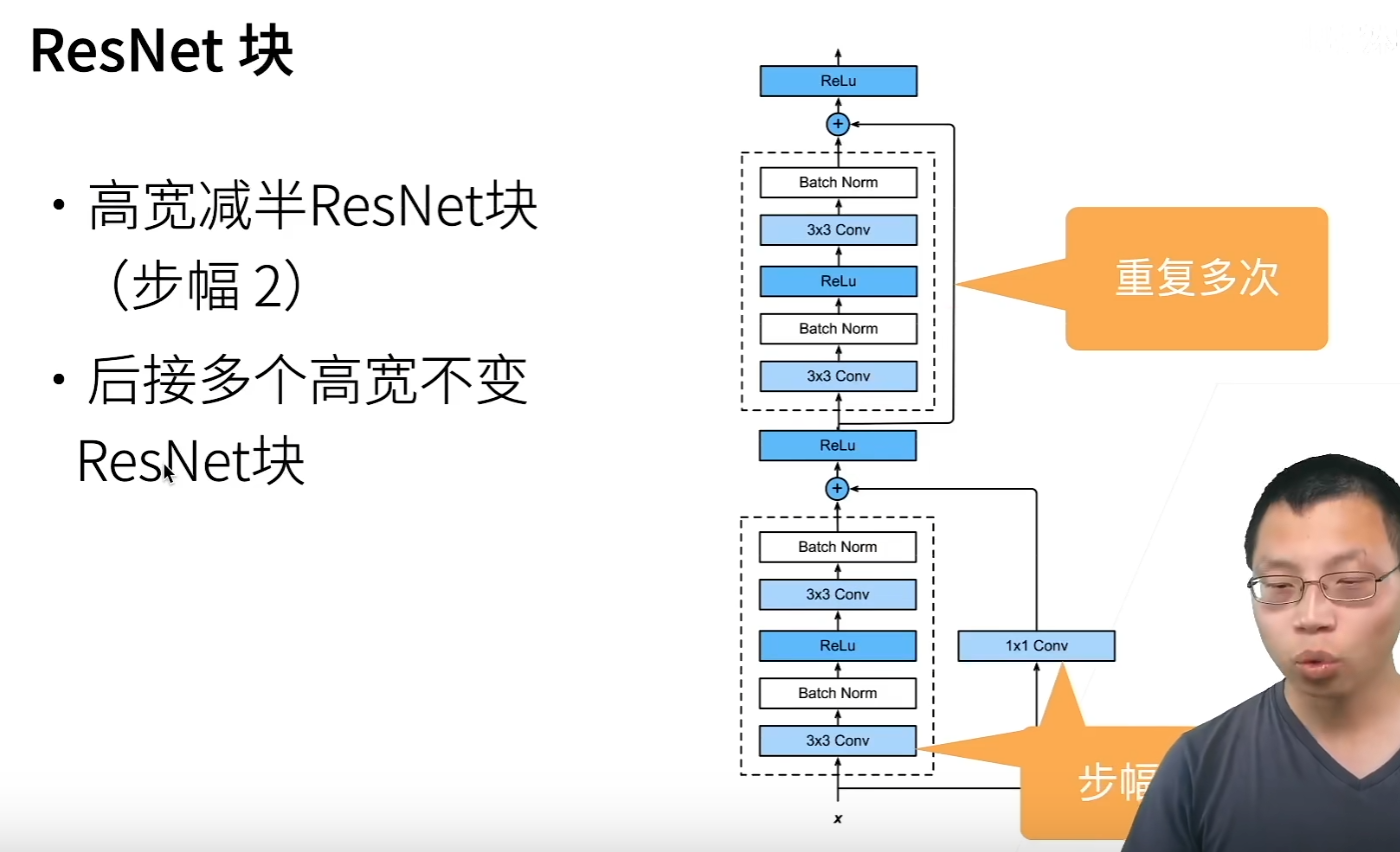 ResNet 块
• 高宽减半ResNet块
（步幅 2）
• 后接多个高宽不变
ResNet块
ReLu
+
Batch Norm
3x3 Conv
ReLu
Batch Norm
3x3 Conv
重复多次
ReLu
+
Batch Norm
3x3 Conv
ReLu
1x1 Conv
Batch Norm
3x3 Conv
步幅
x